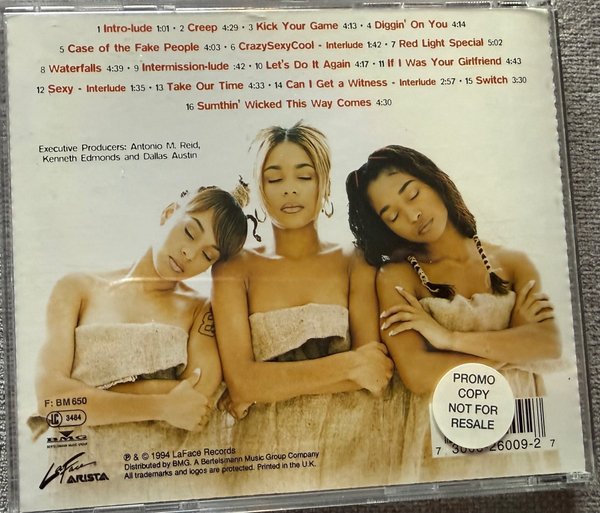 1 Intro-lude 1:01 · 2 Creep 4:29 · 3 Kick Your Game 4:13 · 4 Diggin' On You 4:14
5 Case of the Fake People 4:03 · 6 CrazySexyCool - Interlude 1:42 · 7 Red Light Special 5:02
8 Waterfalls 4:39 · 9 Intermission-lude :42 · 10 Let's Do It Again 4:17 · 11 If I Was Your Girlfriend 4:43
12 Sexy - Interlude 1:35 · 13 Take Our Time 4:33 · 14 Can I Get a Witness - Interlude 2:57 · 15 Switch 3:30
16 Sumthin' Wicked This Way Comes 4:30
Executive Producers: Antonio M. Reid,
Kenneth Edmonds and Dallas Austin
F: BM 650
LC 3484
BMG
BERTELSMANN MUSIC GROUP
LaFace
ARISTA
℗ & © 1994 LaFace Records
Distributed by BMG. A Bertelsmann Music Group Company
All trademarks and logos are protected. Printed in the U.K.
PROMO
COPY
NOT FOR
RESALE
7 26009-2 7